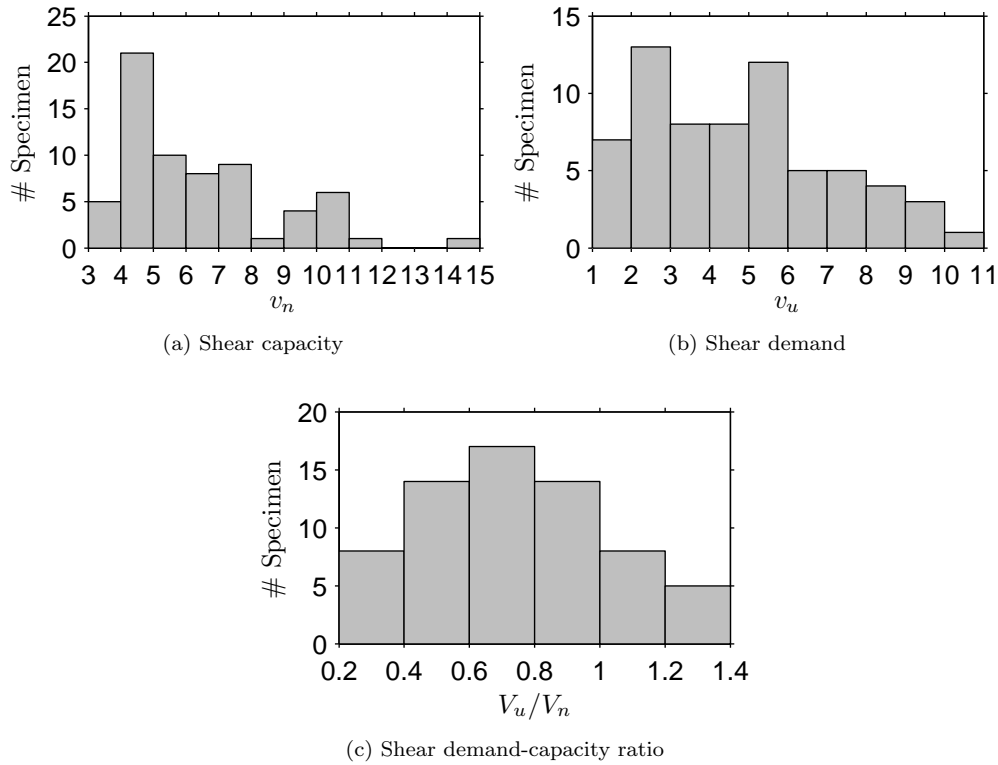 25
20
15
10
5
0
# Specimen
3 4 5 6 7 8 9 10 11 12 13 14 15
v_n
(a) Shear capacity
15
10
5
0
# Specimen
1 2 3 4 5 6 7 8 9 10 11
v_u
(b) Shear demand
20
15
10
5
0
# Specimen
0.2 0.4 0.6 0.8 1 1.2 1.4
V_u/V_n
(c) Shear demand-capacity ratio